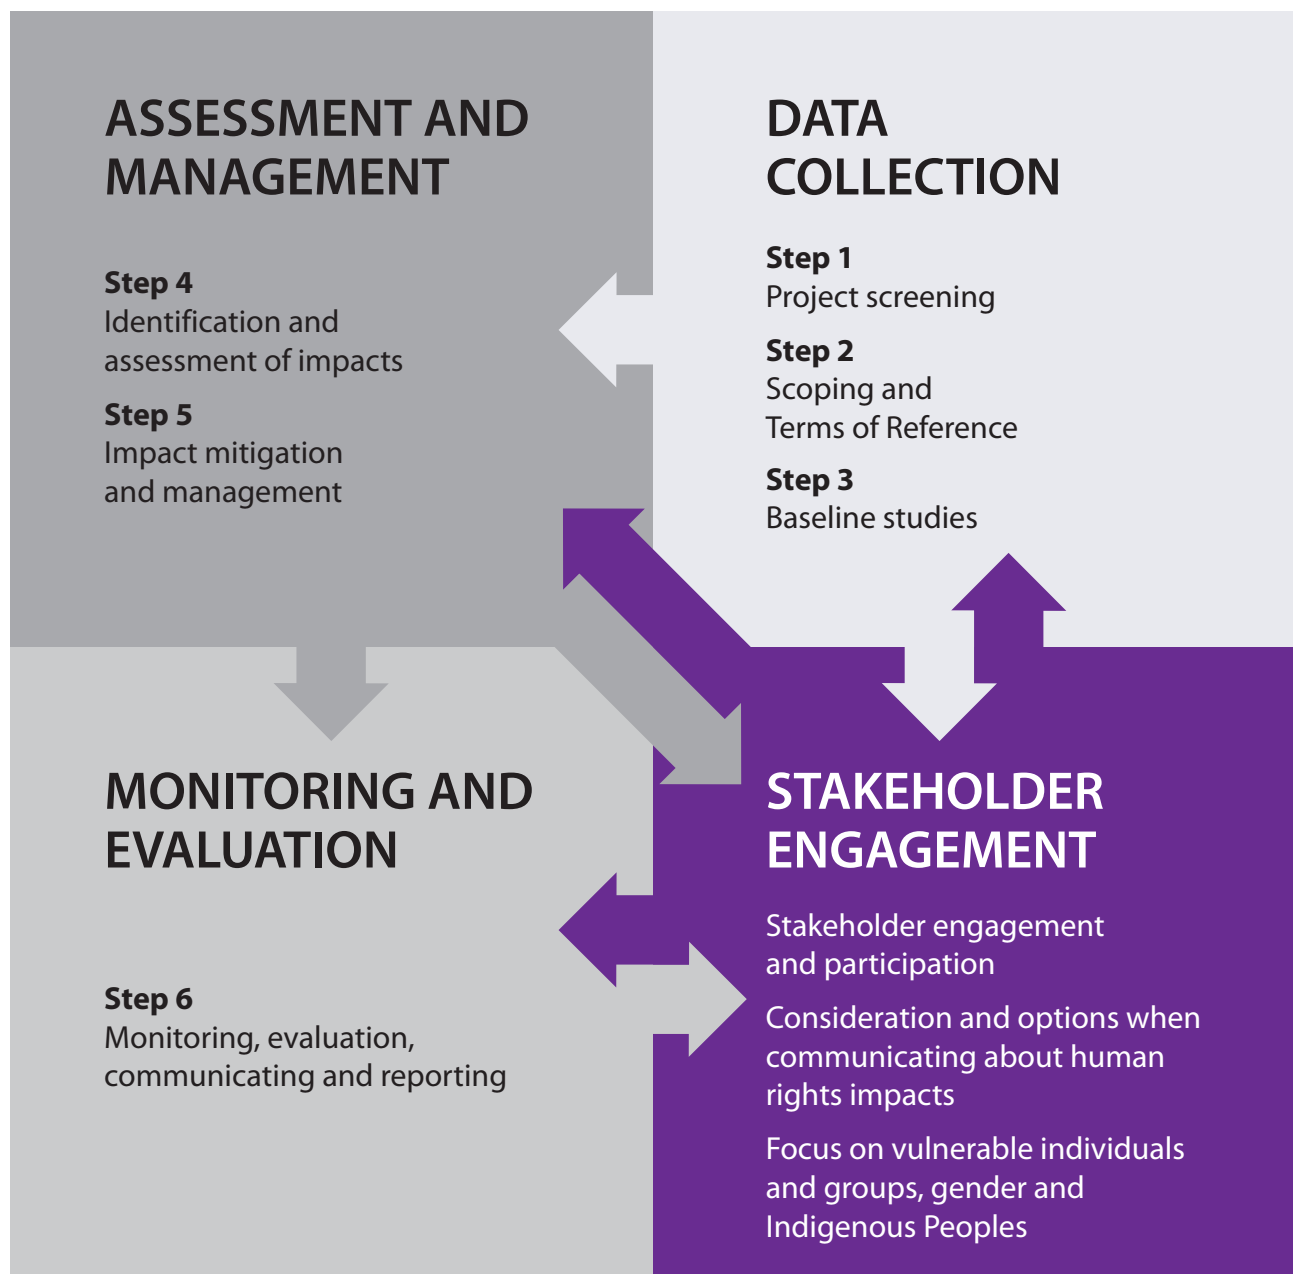 ASSESSMENT AND
MANAGEMENT
Step 4
Identification and
assessment of impacts
Step 5
Impact mitigation
and management
DATA
COLLECTION
Step 1
Project screening
Step 2
Scoping and
Terms of Reference
Step 3
Baseline studies
MONITORING AND
EVALUATION
Step 6
Monitoring, evaluation,
communicating and reporting
STAKEHOLDER
ENGAGEMENT
Stakeholder engagement
and participation
Consideration and options when
communicating about human
rights impacts
Focus on vulnerable individuals
and groups, gender and
Indigenous Peoples